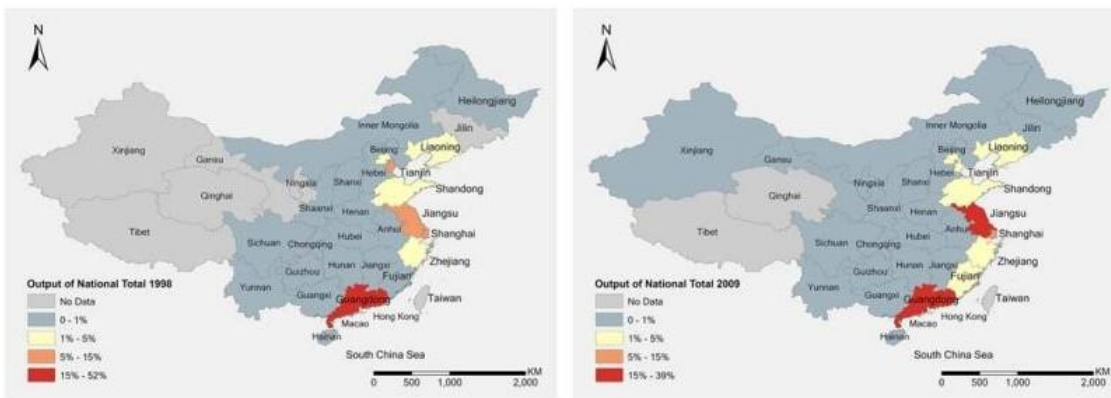 N
Heilongjiang
Inner Mongolia
Jilin
Xinjiang
Gansu
Beijing
Liaoning
Hebei
Tianjin
Qinghai
Ningxia
Shanxi
Shandong
Shaanxi
Henan
Jiangsu
Tibet
Sichuan
Chongqing
Hubei
Anhui
Shanghai
Zhejiang
Guizhou
Hunan
Jiangxi
Fujian
Yunnan
Guangxi
Guangdong
Taiwan
Macao
Hong Kong
Hainan
South China Sea
Output of National Total 1998
No Data
0 - 1%
1% - 5%
5% - 15%
15% - 52%
KM
0 500 1,000 2,000
N
Heilongjiang
Inner Mongolia
Jilin
Xinjiang
Gansu
Beijing
Liaoning
Hebei
Tianjin
Qinghai
Ningxia
Shanxi
Shandong
Shaanxi
Henan
Jiangsu
Tibet
Sichuan
Chongqing
Hubei
Anhui
Shanghai
Zhejiang
Guizhou
Hunan
Jiangxi
Fujian
Yunnan
Guangxi
Guangdong
Taiwan
Macao
Hong Kong
Hainan
South China Sea
Output of National Total 2009
No Data
0 - 1%
1% - 5%
5% - 15%
15% - 39%
KM
0 500 1,000 2,000